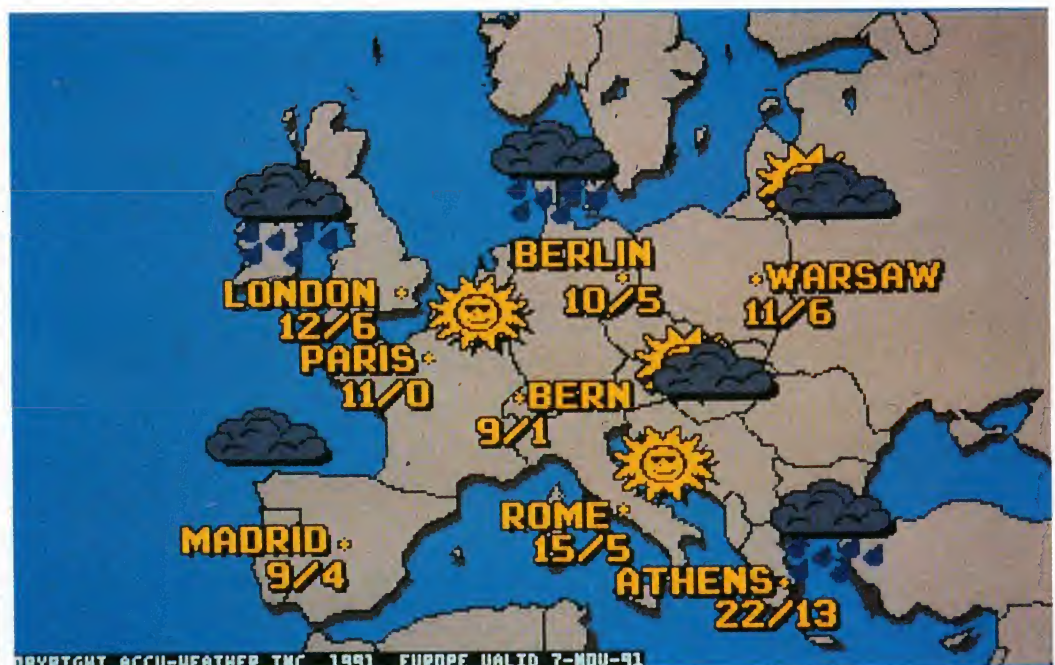 BERLIN
10/5
WARSAW
11/6
LONDON
12/6
PARIS
11/0
BERN
9/1
MADRID
9/4
ROME
15/5
ATHENS
22/13
OPYRIGHT ACCU-WEATHER INC 1991 EUROPE VALID 7-NOV-91